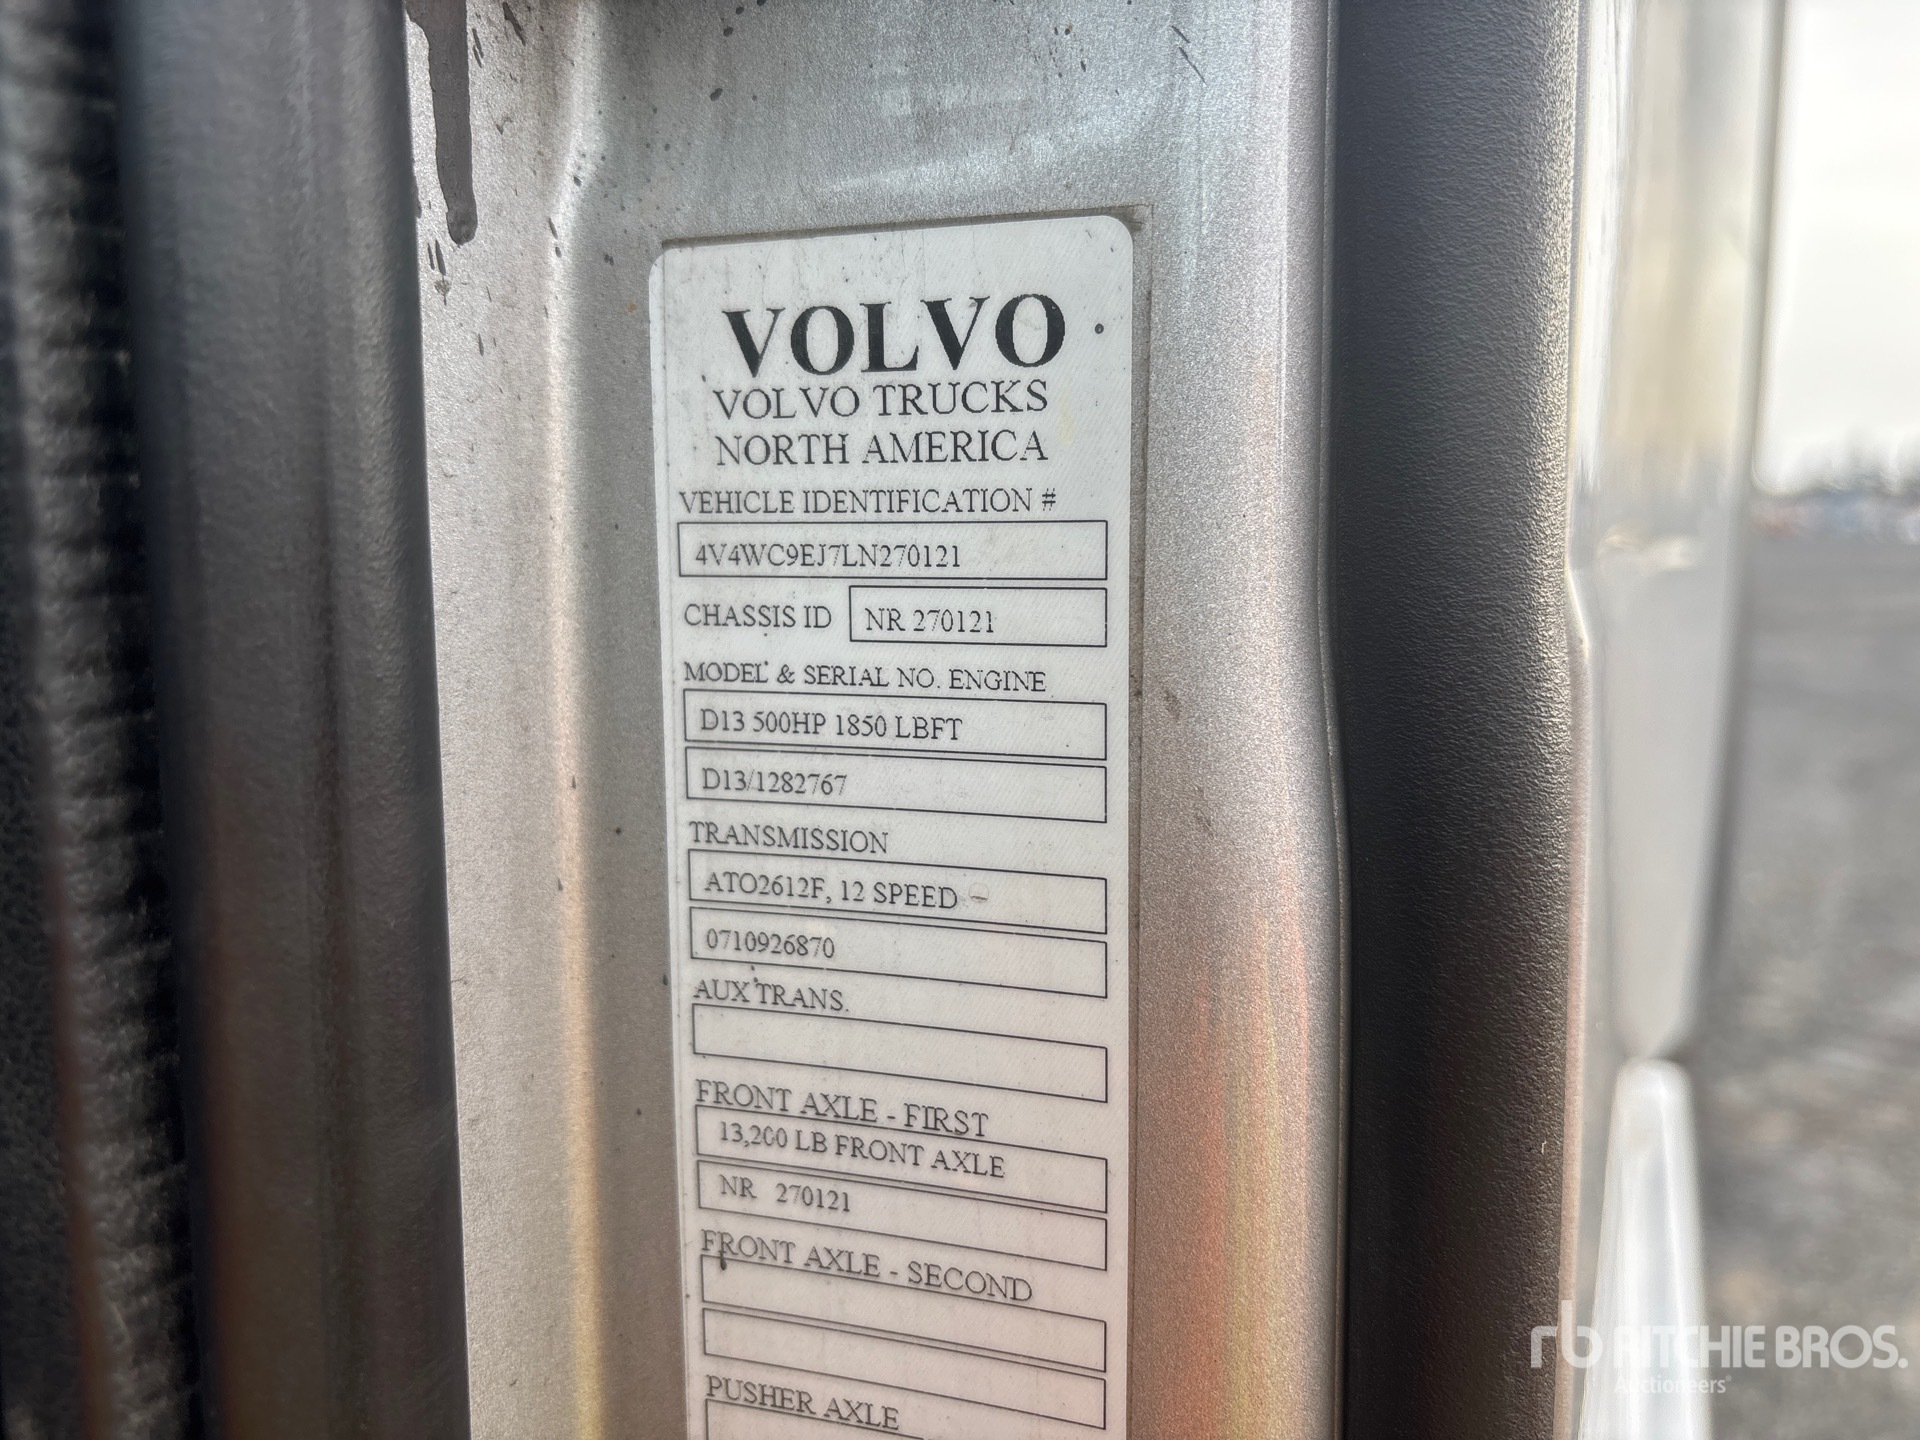 VOLVO
VOLVO TRUCKS
NORTH AMERICA
VEHICLE IDENTIFICATION #
4V4WC9EJ7LN270121
CHASSIS ID
NR 270121
MODEL & SERIAL NO. ENGINE
D13 500HP 1850 LBFT
D13/1282767
TRANSMISSION
ATO2612F, 12 SPEED
0710926870
AUX TRANS.
FRONT AXLE - FIRST
13,200 LB FRONT AXLE
NR 270121
FRONT AXLE - SECOND
PUSHER AXLE
rb RITCHIE BROS.
Auctioneers